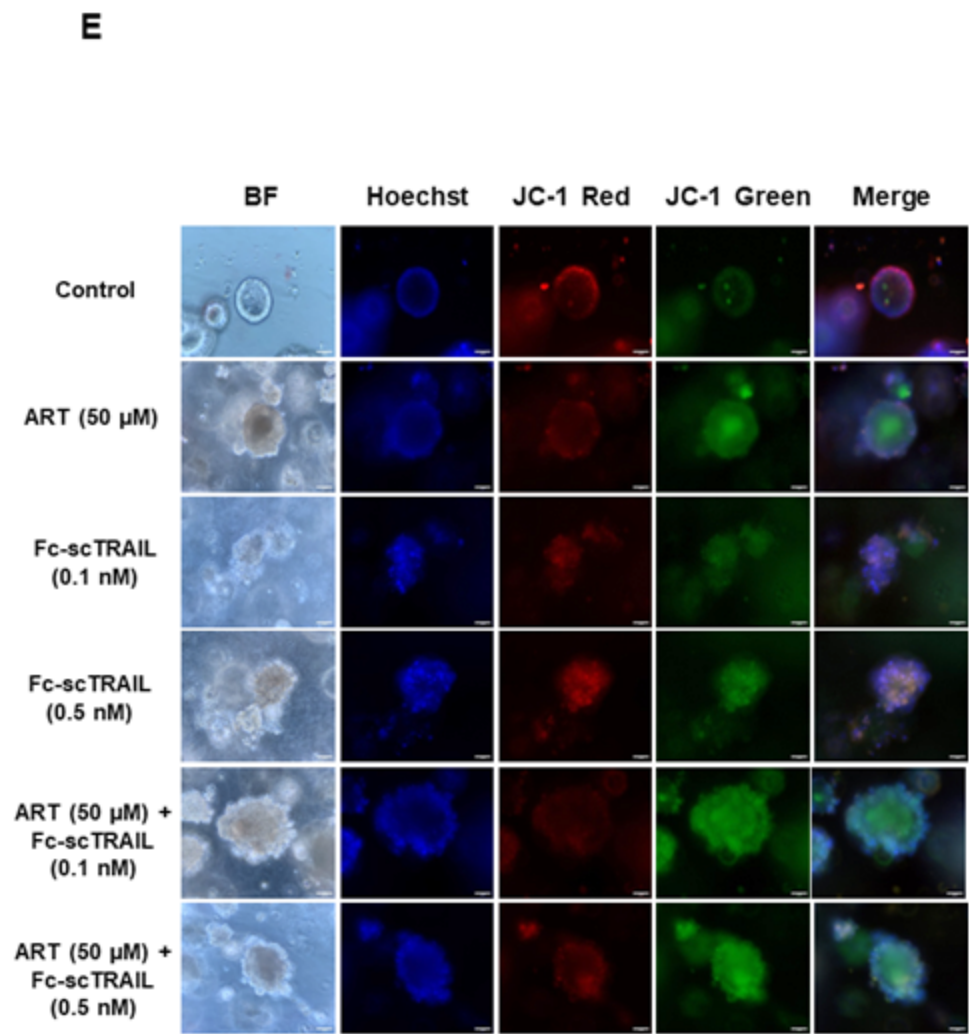 E
BF Hoechst JC-1 Red JC-1 Green Merge
Control
ART (50 µM)
Fc-scTRAIL
(0.1 nM)
Fc-scTRAIL
(0.5 nM)
ART (50 µM) +
Fc-scTRAIL
(0.1 nM)
ART (50 µM) +
Fc-scTRAIL
(0.5 nM)